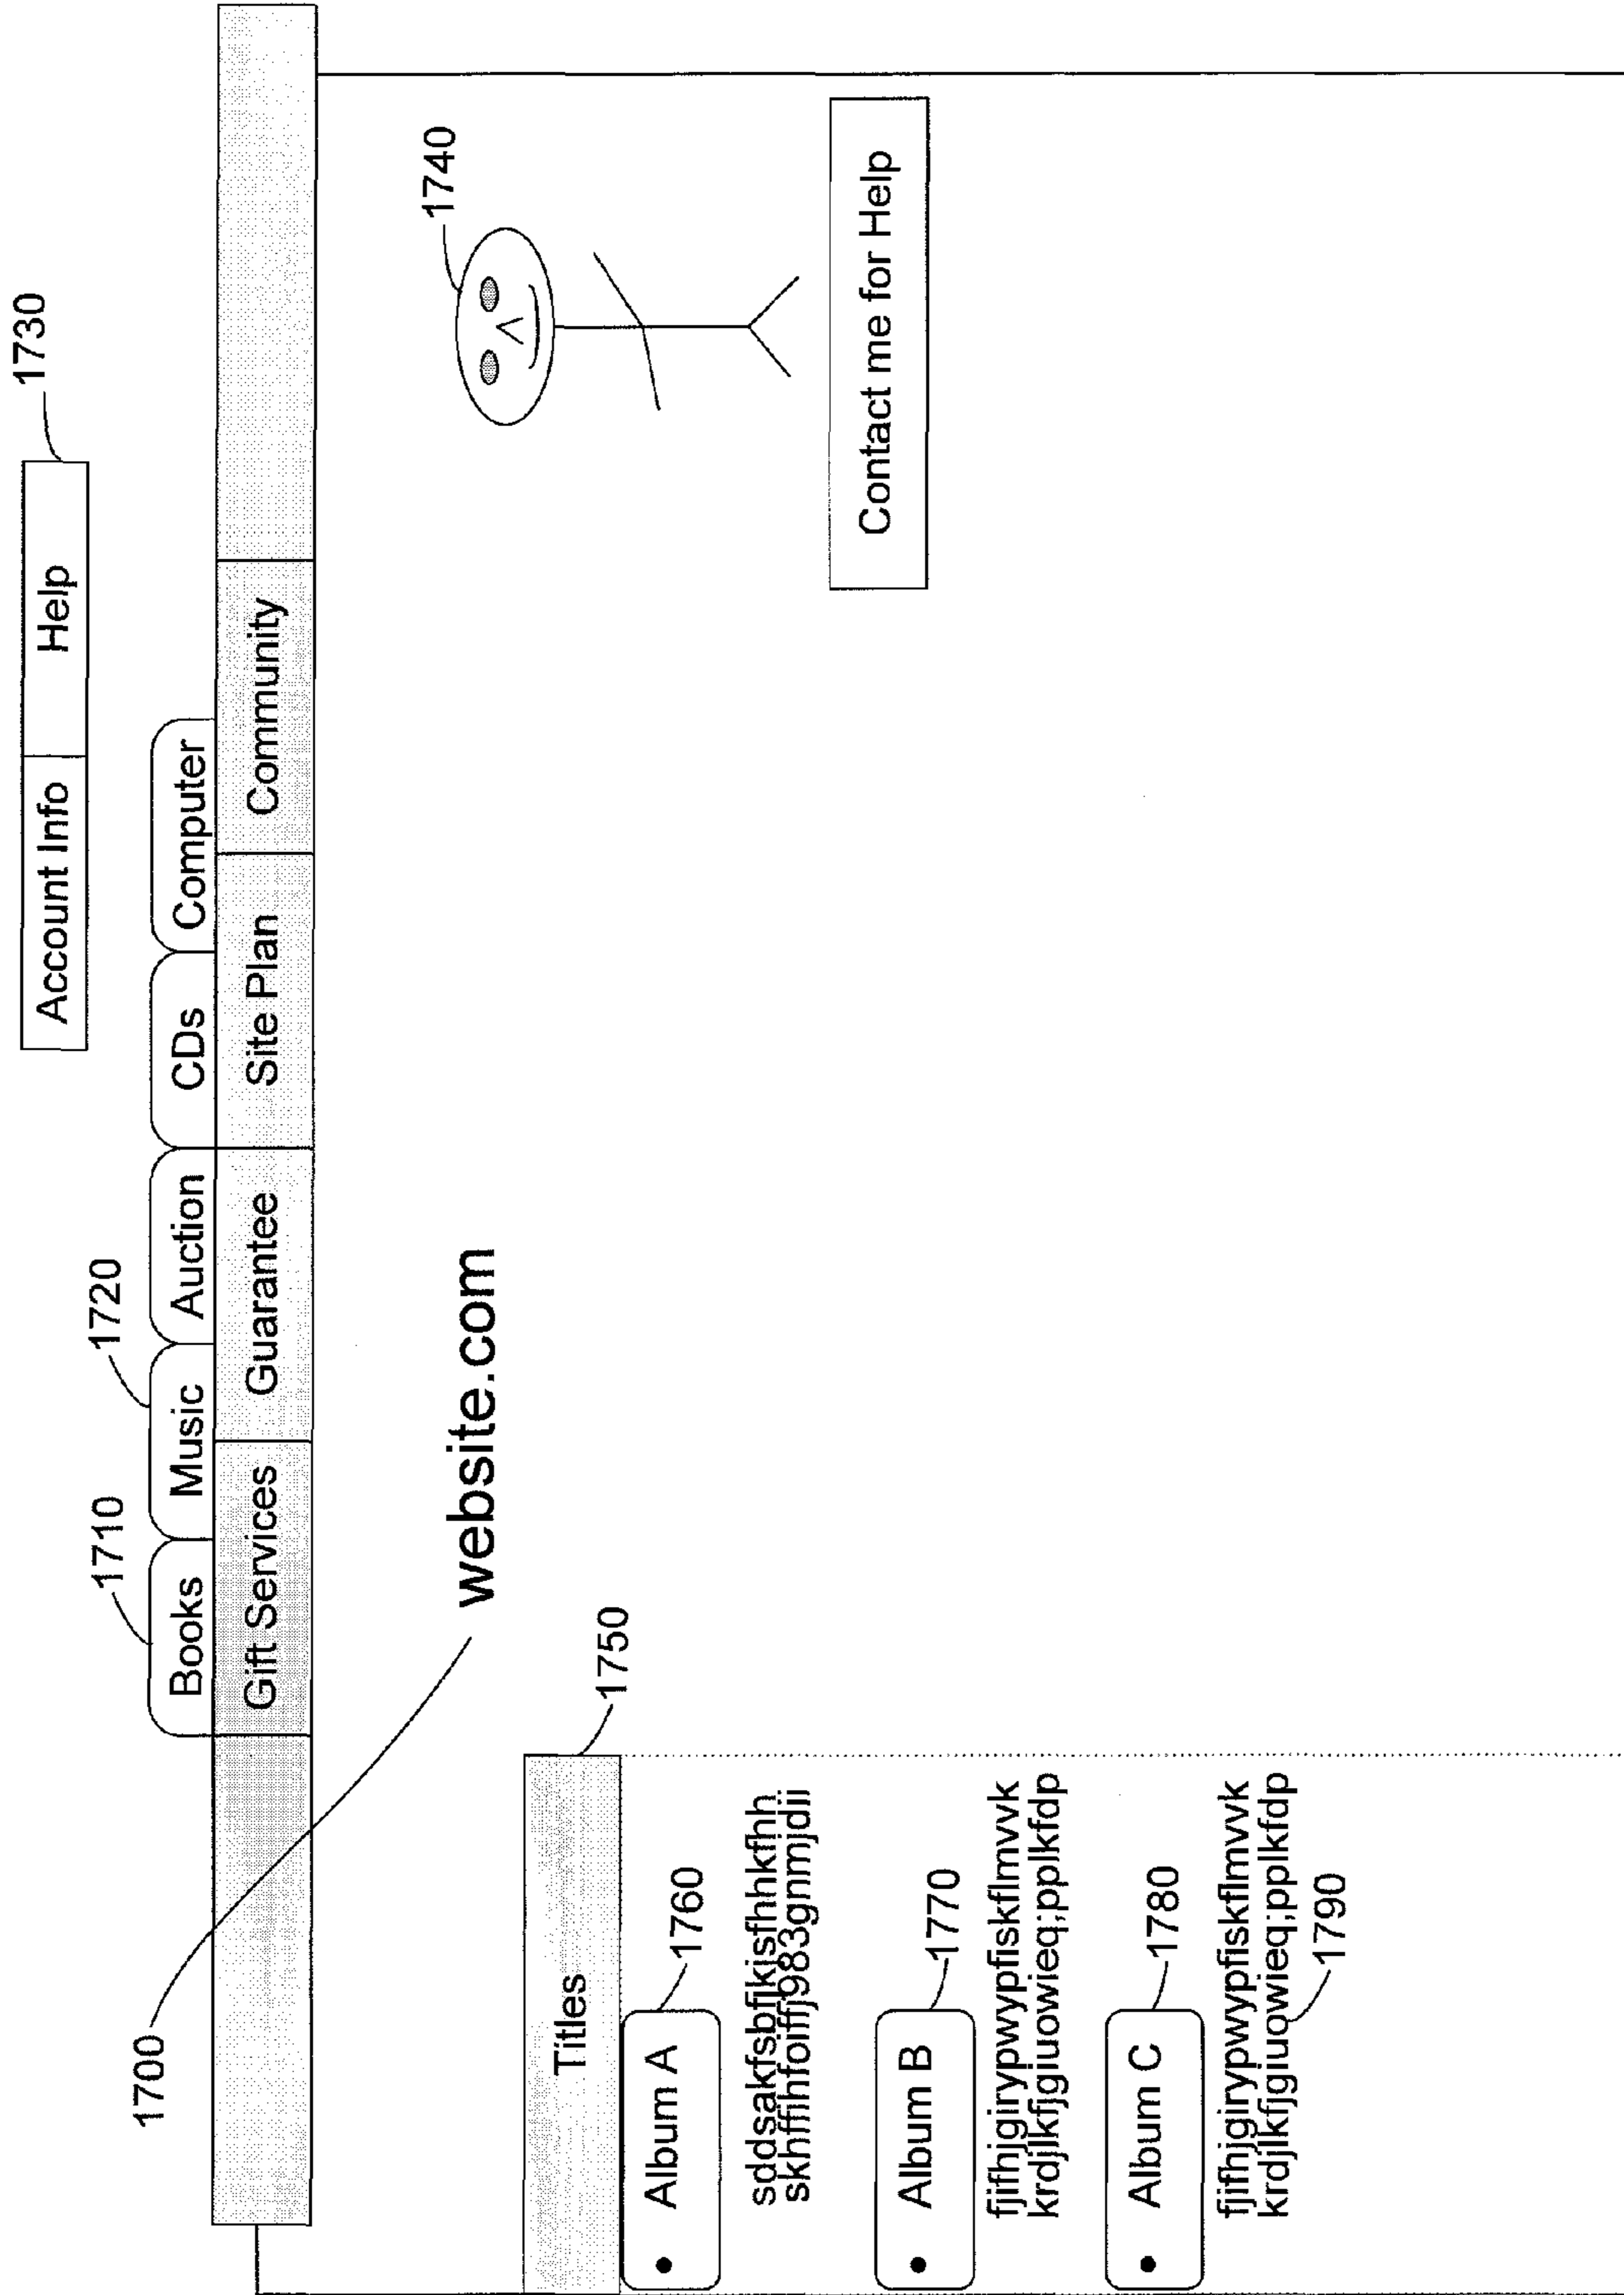 1730
Account Info Help
1710
1720
Books Music Auction CDs Computer
1700
Gift Services Guarantee Site Plan Community
1740
website.com
1750
Titles
1760
Album A
sddsakfsbfjkjsfhhkfhh
skhffihfoiffj983gnmjdii
Contact me for Help
1770
Album B
fjifhjgirypwypfiskflmvvk
krdjlkfjgiuowieq;pplkfdp
1780
Album C
fjifhjgirypwypfiskflmvvk
krdjlkfjgiuowieq;pplkfdp
1790